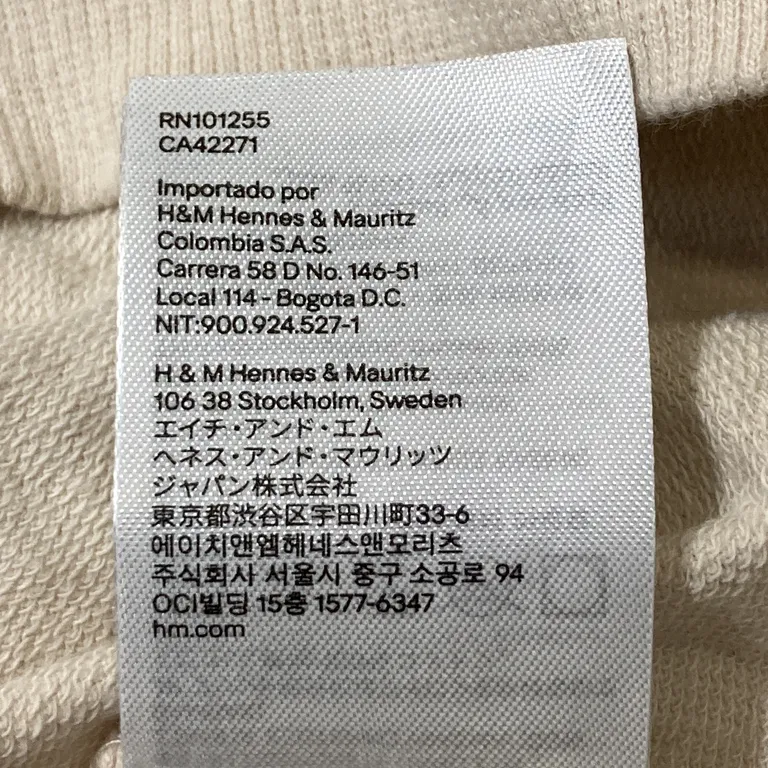 RN101255
CA42271
Importado por
H&M Hennes & Mauritz
Colombia S.A.S.
Carrera 58 D No. 146-51
Local 114 - Bogota D.C.
NIT:900.924.527-1
H & M Hennes & Mauritz
106 38 Stockholm, Sweden
エイチ・アンド・エム
ヘネス・アンド・マウリッツ
ジャパン株式会社
東京都渋谷区宇田川町33-6
에이치앤엠헤네스앤모리츠
주식회사 서울시 중구 소공로 94
OCI빌딩 15층 1577-6347
hm.com